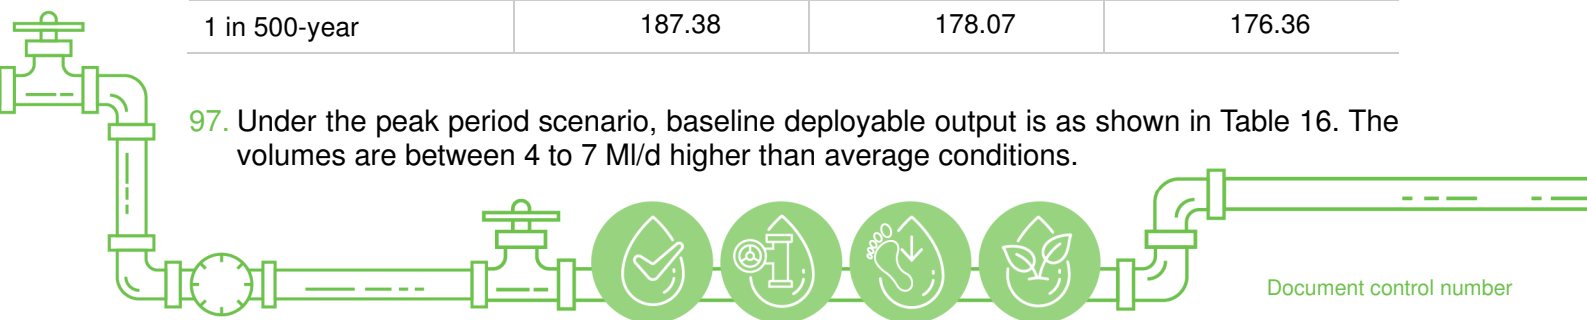 1 in 500-year 187.38 178.07 176.36
97. Under the peak period scenario, baseline deployable output is as shown in Table 16. The
volumes are between 4 to 7 Ml/d higher than average conditions.
Document control number